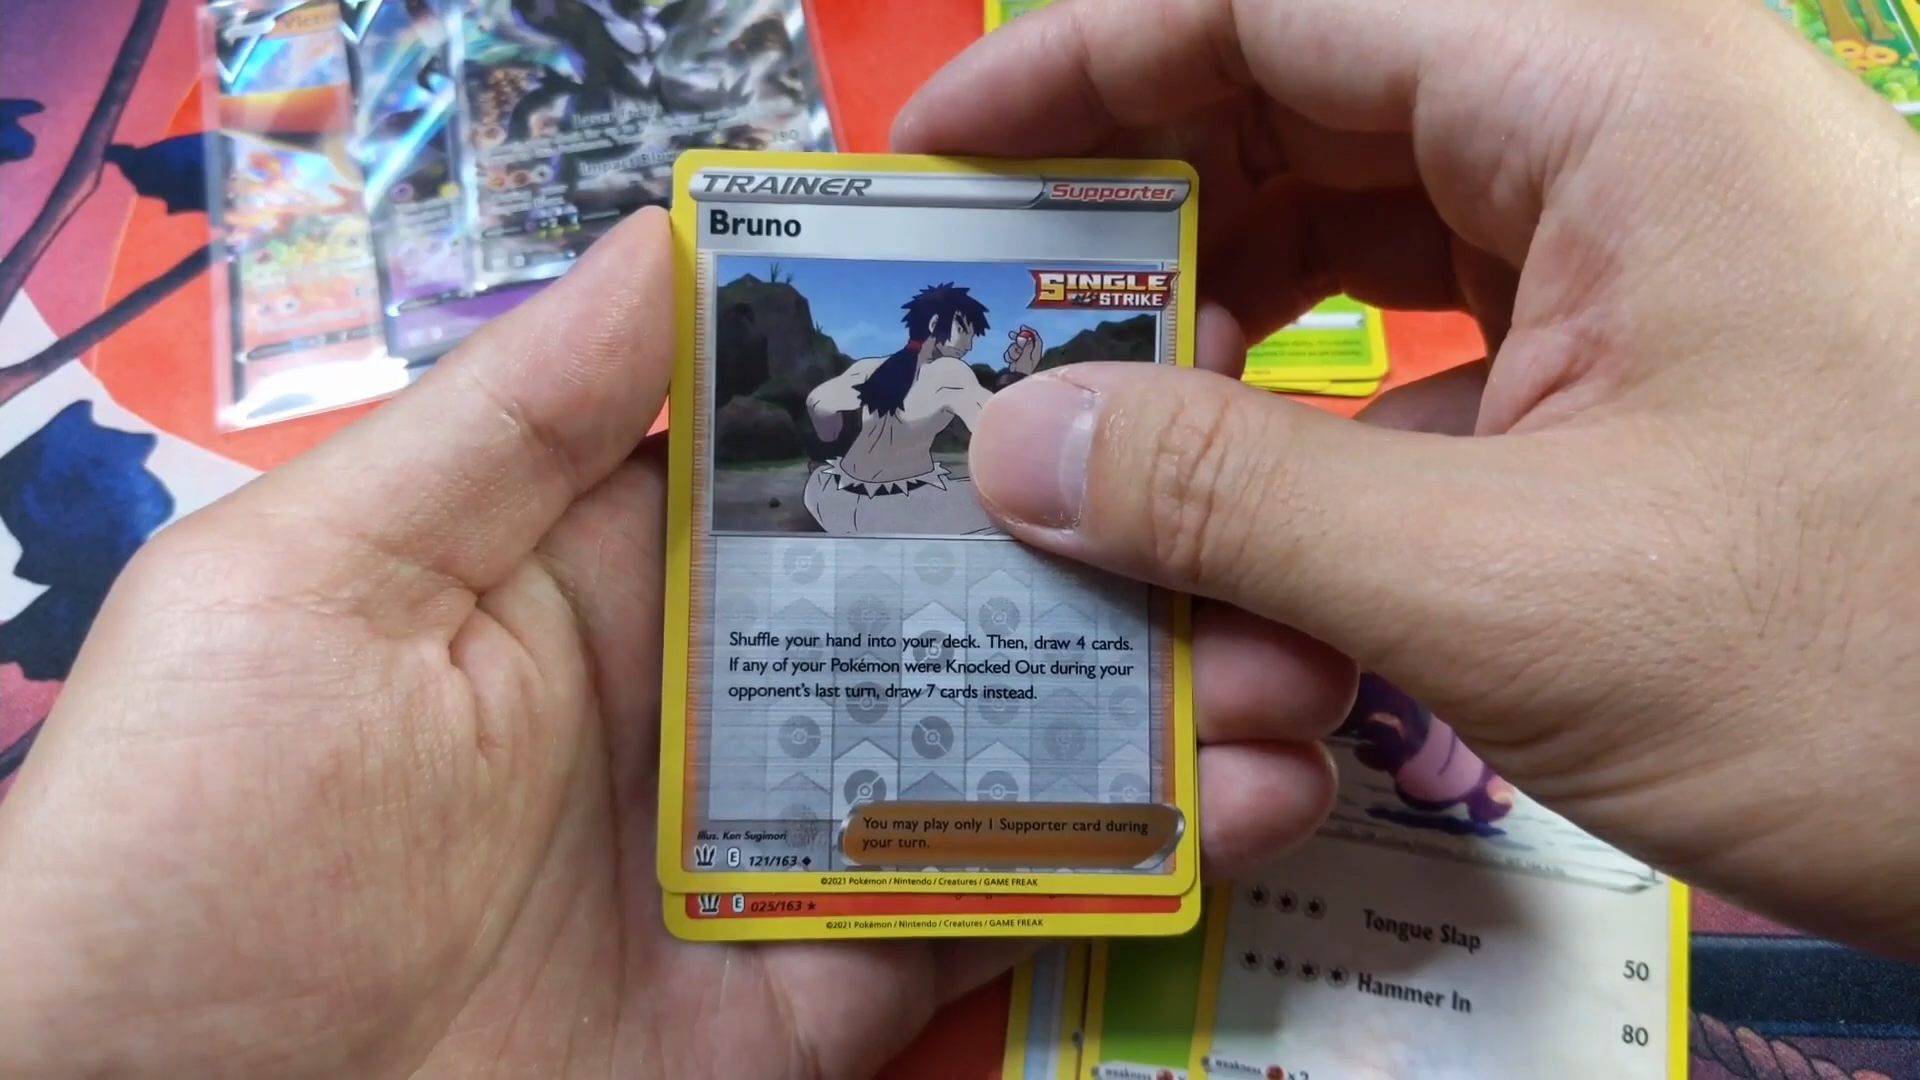 TRAINER
Supporter
Bruno
SINGLE
STRIKE
Shuffle your hand into your deck. Then, draw 4 cards.
If any of your Pokémon were Knocked Out during your
opponent's last turn, draw 7 cards instead.
Illus. Ken Sugimori
You may play only 1 Supporter card during
your turn.
E 121/163
©2021 Pokémon / Nintendo / Creatures / GAME FREAK
E 025/163
©2021 Pokémon / Nintendo / Creatures / GAME FREAK
Tongue Slap
50
Hammer In
80
weakness
weakness x2